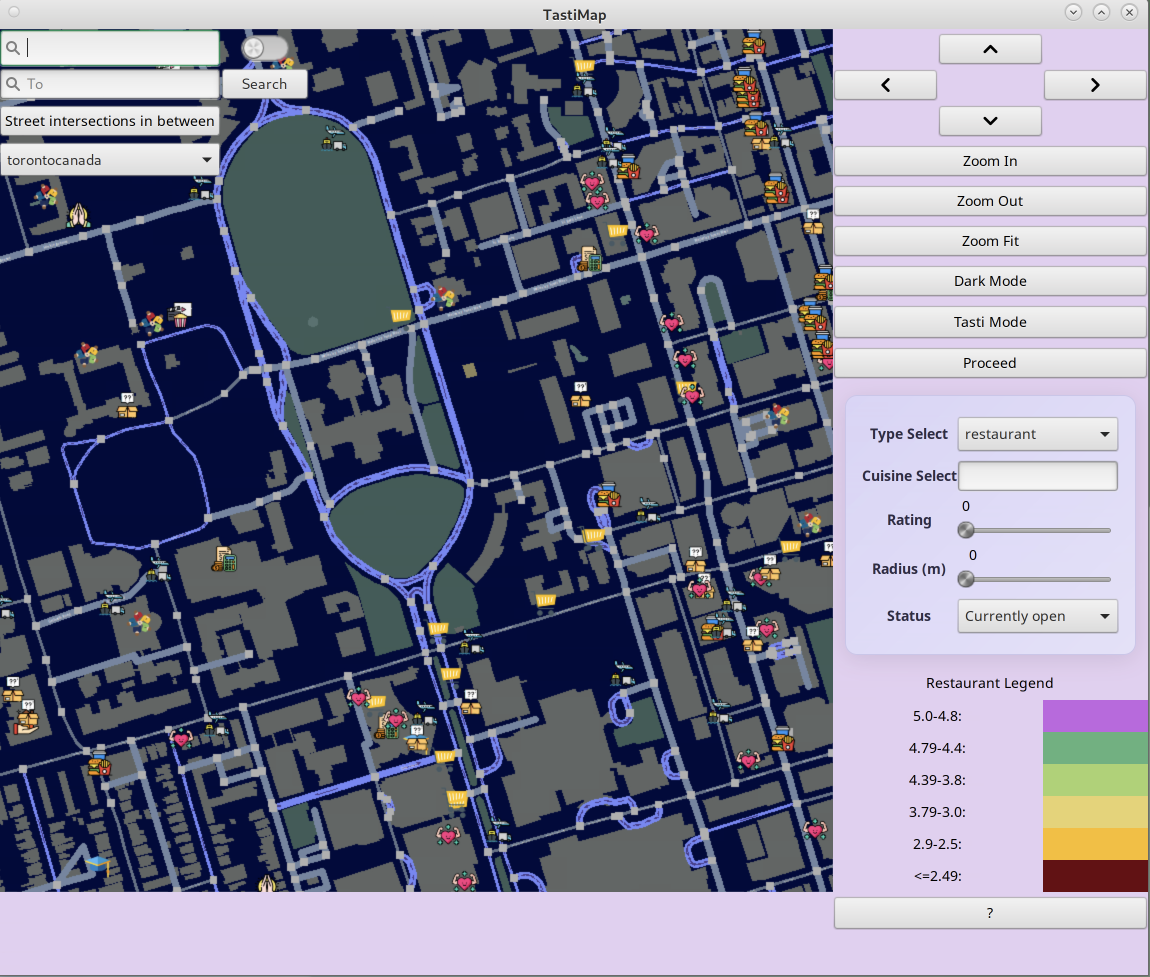 TastiMap
To
Search
Street intersections in between
torontocanada
Zoom In
Zoom Out
Zoom Fit
Dark Mode
Tasti Mode
Proceed
Type Select restaurant
Cuisine Select
0
Rating
0
Radius (m)
Status Currently open
Restaurant Legend
5.0-4.8:
4.79-4.4:
4.39-3.8:
3.79-3.0:
2.9-2.5:
<=2.49:
?